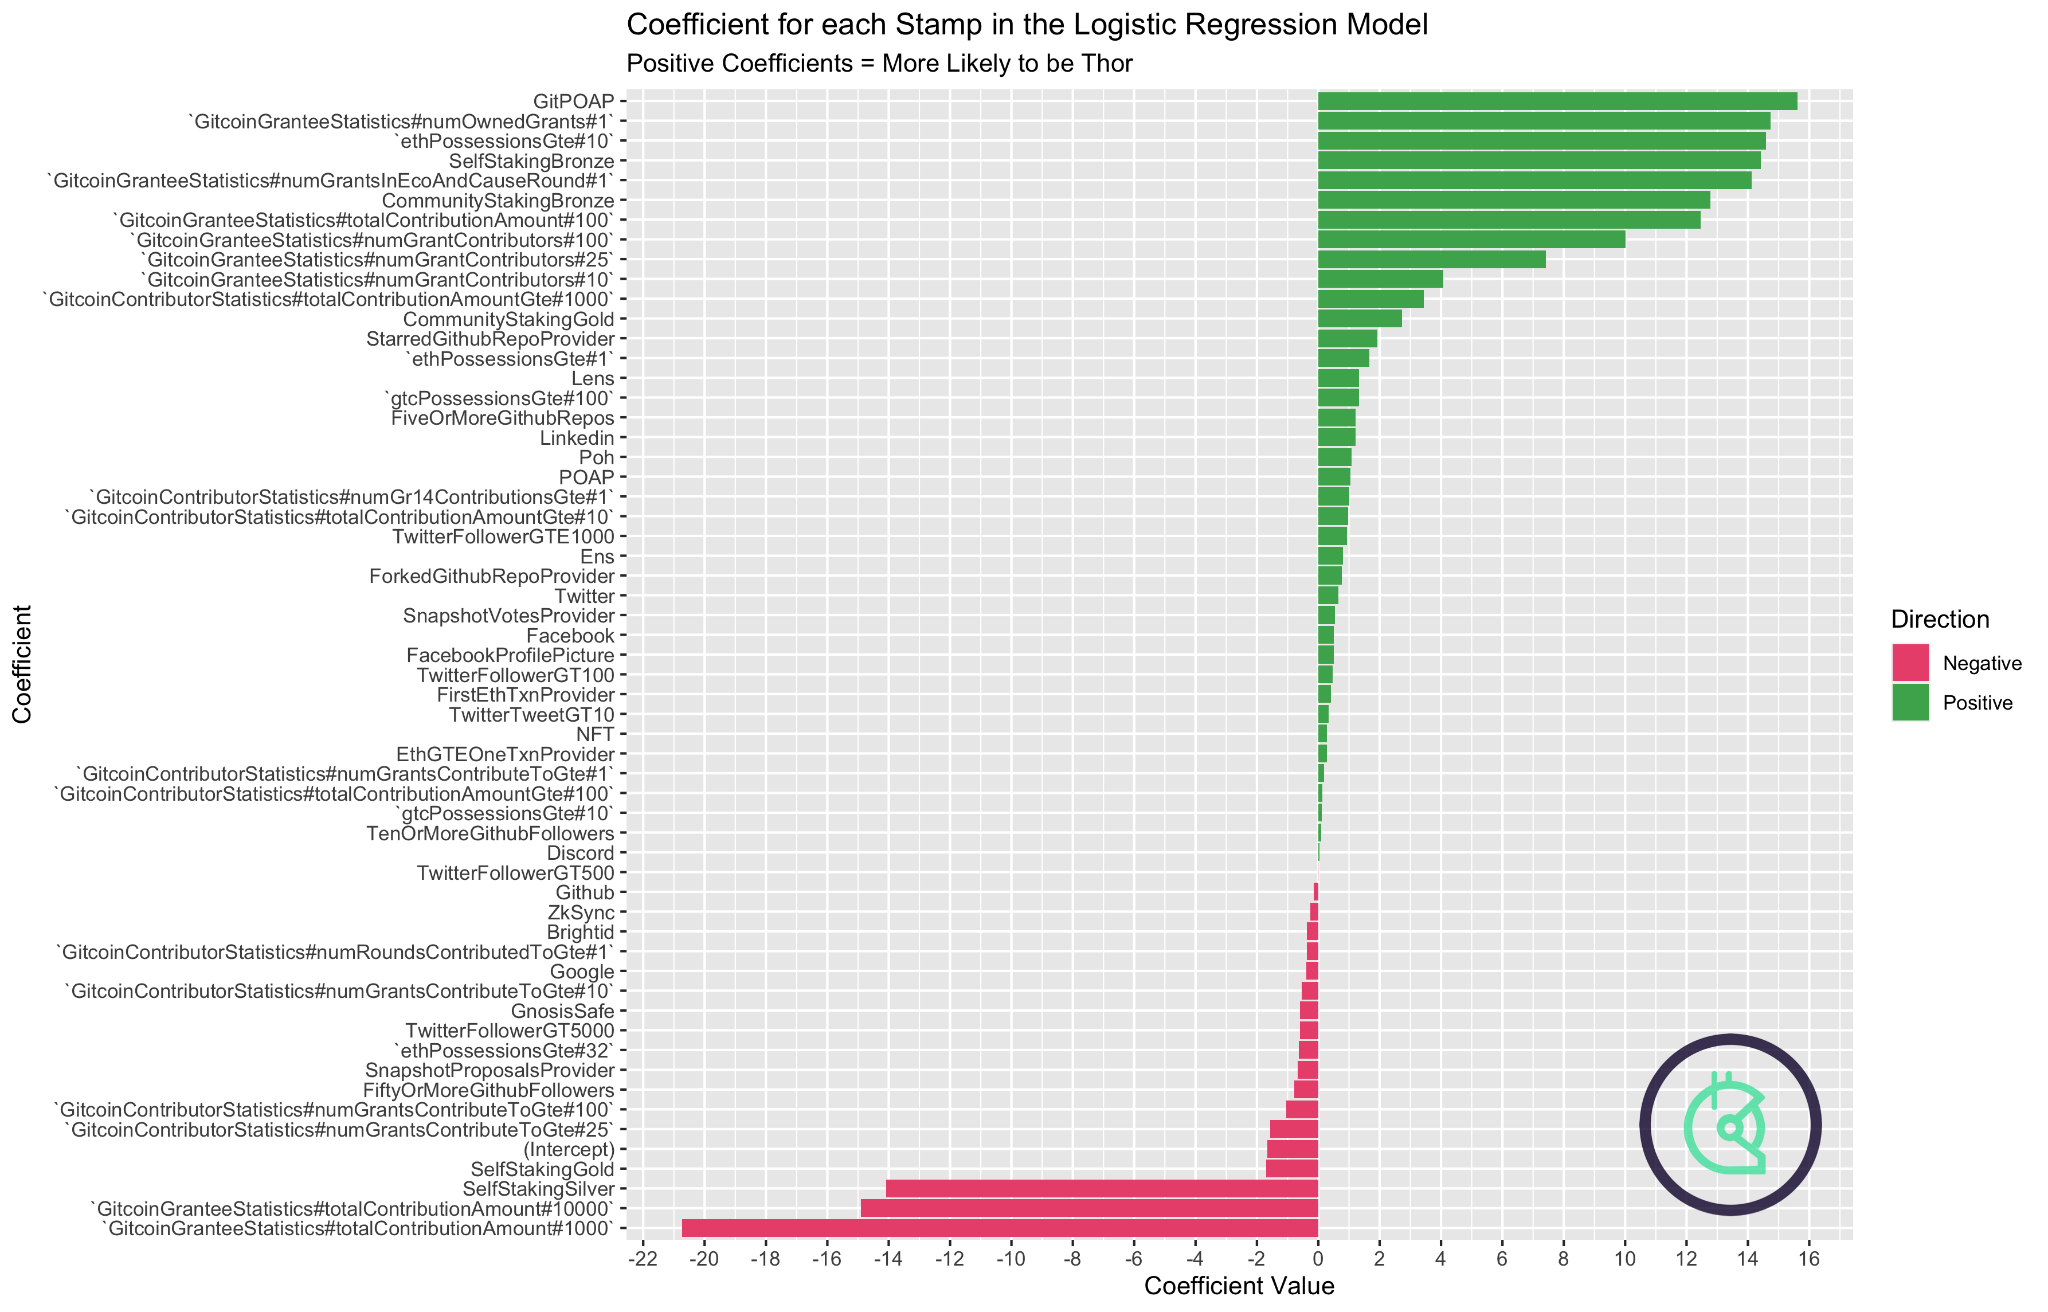 Coefficient for each Stamp in the Logistic Regression Model
Positive Coefficients = More Likely to be Thor
Coefficient
GitPOAP
`GitcoinGranteeStatistics#numOwnedGrants#1`
`ethPossessionsGte#10`
SelfStakingBronze
`GitcoinGranteeStatistics#numGrantsInEcoAndCauseRound#1`
CommunityStakingBronze
`GitcoinGranteeStatistics#totalContributionAmount#100`
`GitcoinGranteeStatistics#numGrantContributors#100`
`GitcoinGranteeStatistics#numGrantContributors#25`
`GitcoinGranteeStatistics#numGrantContributors#10`
`GitcoinContributorStatistics#totalContributionAmountGte#1000`
CommunityStakingGold
StarredGithubRepoProvider
`ethPossessionsGte#1`
Lens
`gtcPossessionsGte#100`
FiveOrMoreGithubRepos
Linkedin
Poh
POAP
`GitcoinContributorStatistics#numGr14ContributionsGte#1`
`GitcoinContributorStatistics#totalContributionAmountGte#10`
TwitterFollowerGTE1000
Ens
ForkedGithubRepoProvider
Twitter
SnapshotVotesProvider
Facebook
FacebookProfilePicture
TwitterFollowerGT100
FirstEthTxnProvider
TwitterTweetGT10
NFT
EthGTEOneTxnProvider
`GitcoinContributorStatistics#numGrantsContributeToGte#1`
`GitcoinContributorStatistics#totalContributionAmountGte#100`
`gtcPossessionsGte#10`
TenOrMoreGithubFollowers
Discord
TwitterFollowerGT500
Github
ZkSync
Brightid
`GitcoinContributorStatistics#numRoundsContributedToGte#1`
Google
`GitcoinContributorStatistics#numGrantsContributeToGte#10`
GnosisSafe
TwitterFollowerGT5000
`ethPossessionsGte#32`
SnapshotProposalsProvider
FiftyOrMoreGithubFollowers
`GitcoinContributorStatistics#numGrantsContributeToGte#100`
`GitcoinContributorStatistics#numGrantsContributeToGte#25`
(Intercept)
SelfStakingGold
SelfStakingSilver
`GitcoinGranteeStatistics#totalContributionAmount#10000`
`GitcoinGranteeStatistics#totalContributionAmount#1000`
-22 -20 -18 -16 -14 -12 -10 -8 -6 -4 -2 0 2 4 6 8 10 12 14 16
Coefficient Value
Direction
Negative
Positive